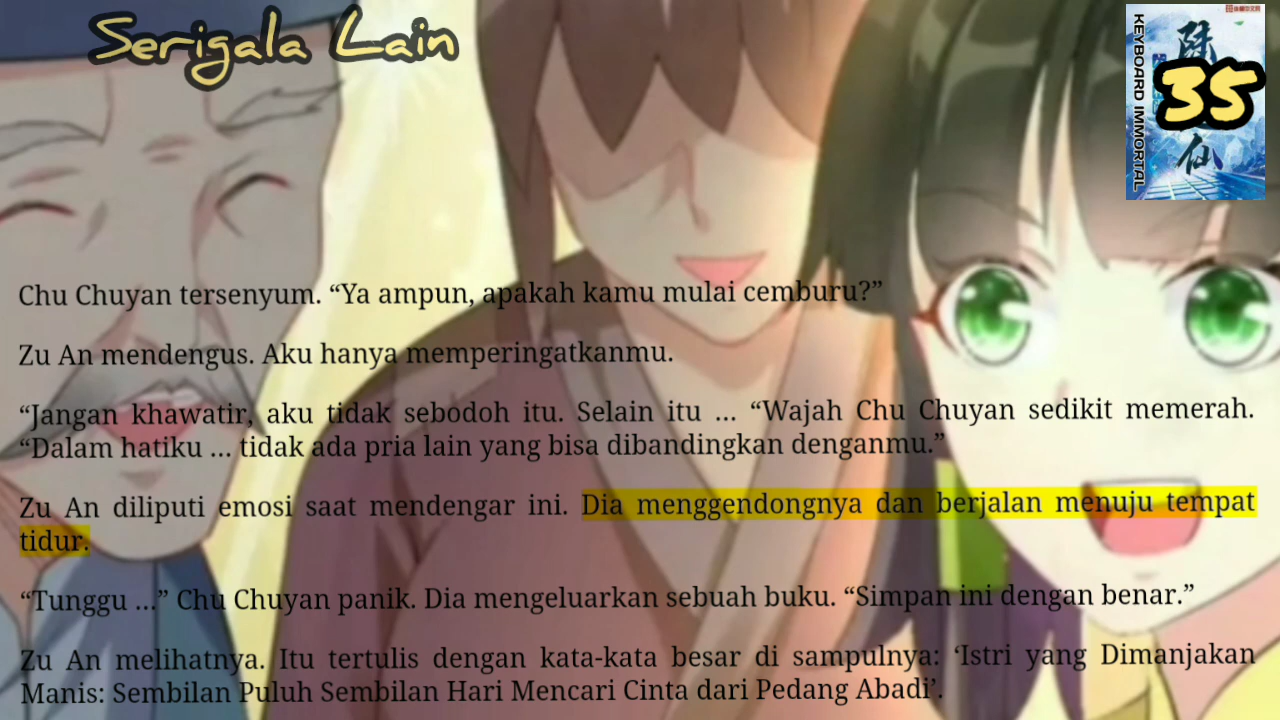 Serigala Lain
KEYBOARD IMMORTAL
35
仙
Chu Chuyan tersenyum. “Ya ampun, apakah kamu mulai cemburu?”
Zu An mendengus. Aku hanya memperingatkanmu.
“Jangan khawatir, aku tidak sebodoh itu. Selain itu … “Wajah Chu Chuyan sedikit memerah.
“Dalam hatiku … tidak ada pria lain yang bisa dibandingkan denganmu.”
Zu An diliputi emosi saat mendengar ini. Dia menggendongnya dan berjalan menuju tempat
tidur.
“Tunggu …” Chu Chuyan panik. Dia mengeluarkan sebuah buku. “Simpan ini dengan benar.”
Zu An melihatnya. Itu tertulis dengan kata-kata besar di sampulnya: ‘Istri yang Dimanjakan
Manis: Sembilan Puluh Sembilan Hari Mencari Cinta dari Pedang Abadi’.